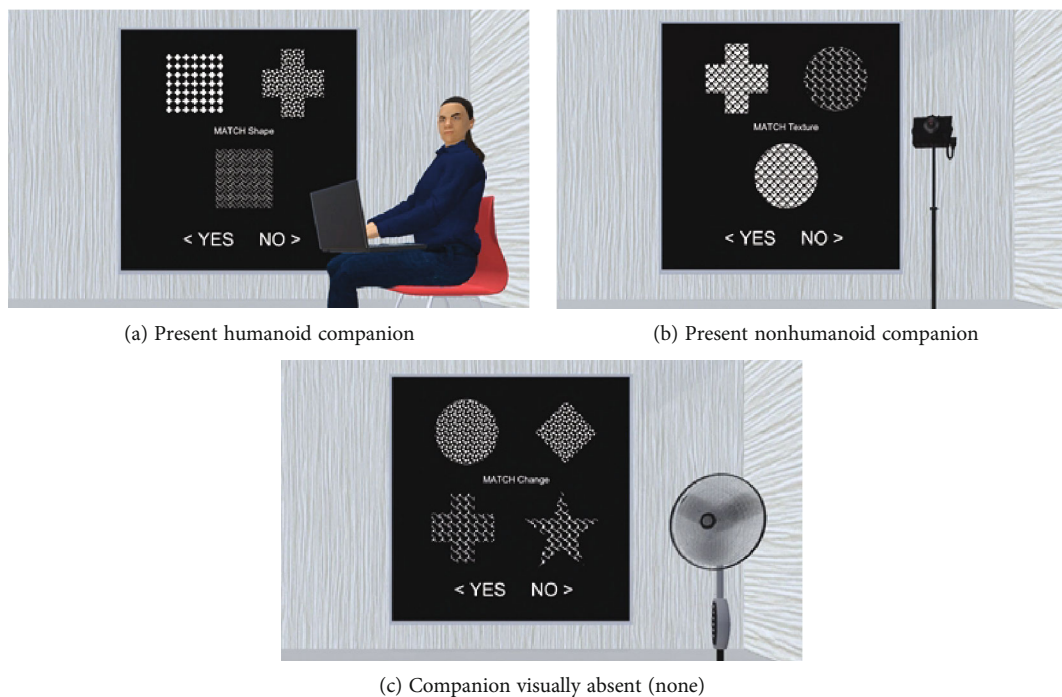 MATCH Shape
< YES NO >
MATCH Texture
< YES NO >
(a) Present humanoid companion
(b) Present nonhumanoid companion
MATCH Change
< YES NO >
(c) Companion visually absent (none)